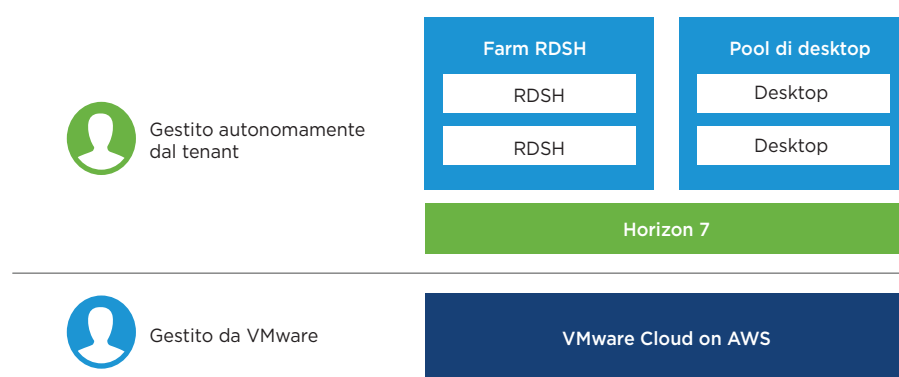 Farm RDSH
RDSH
RDSH
Pool di desktop
Desktop
Desktop
Gestito autonomamente
dal tenant
Horizon 7
Gestito da VMware
VMware Cloud on AWS